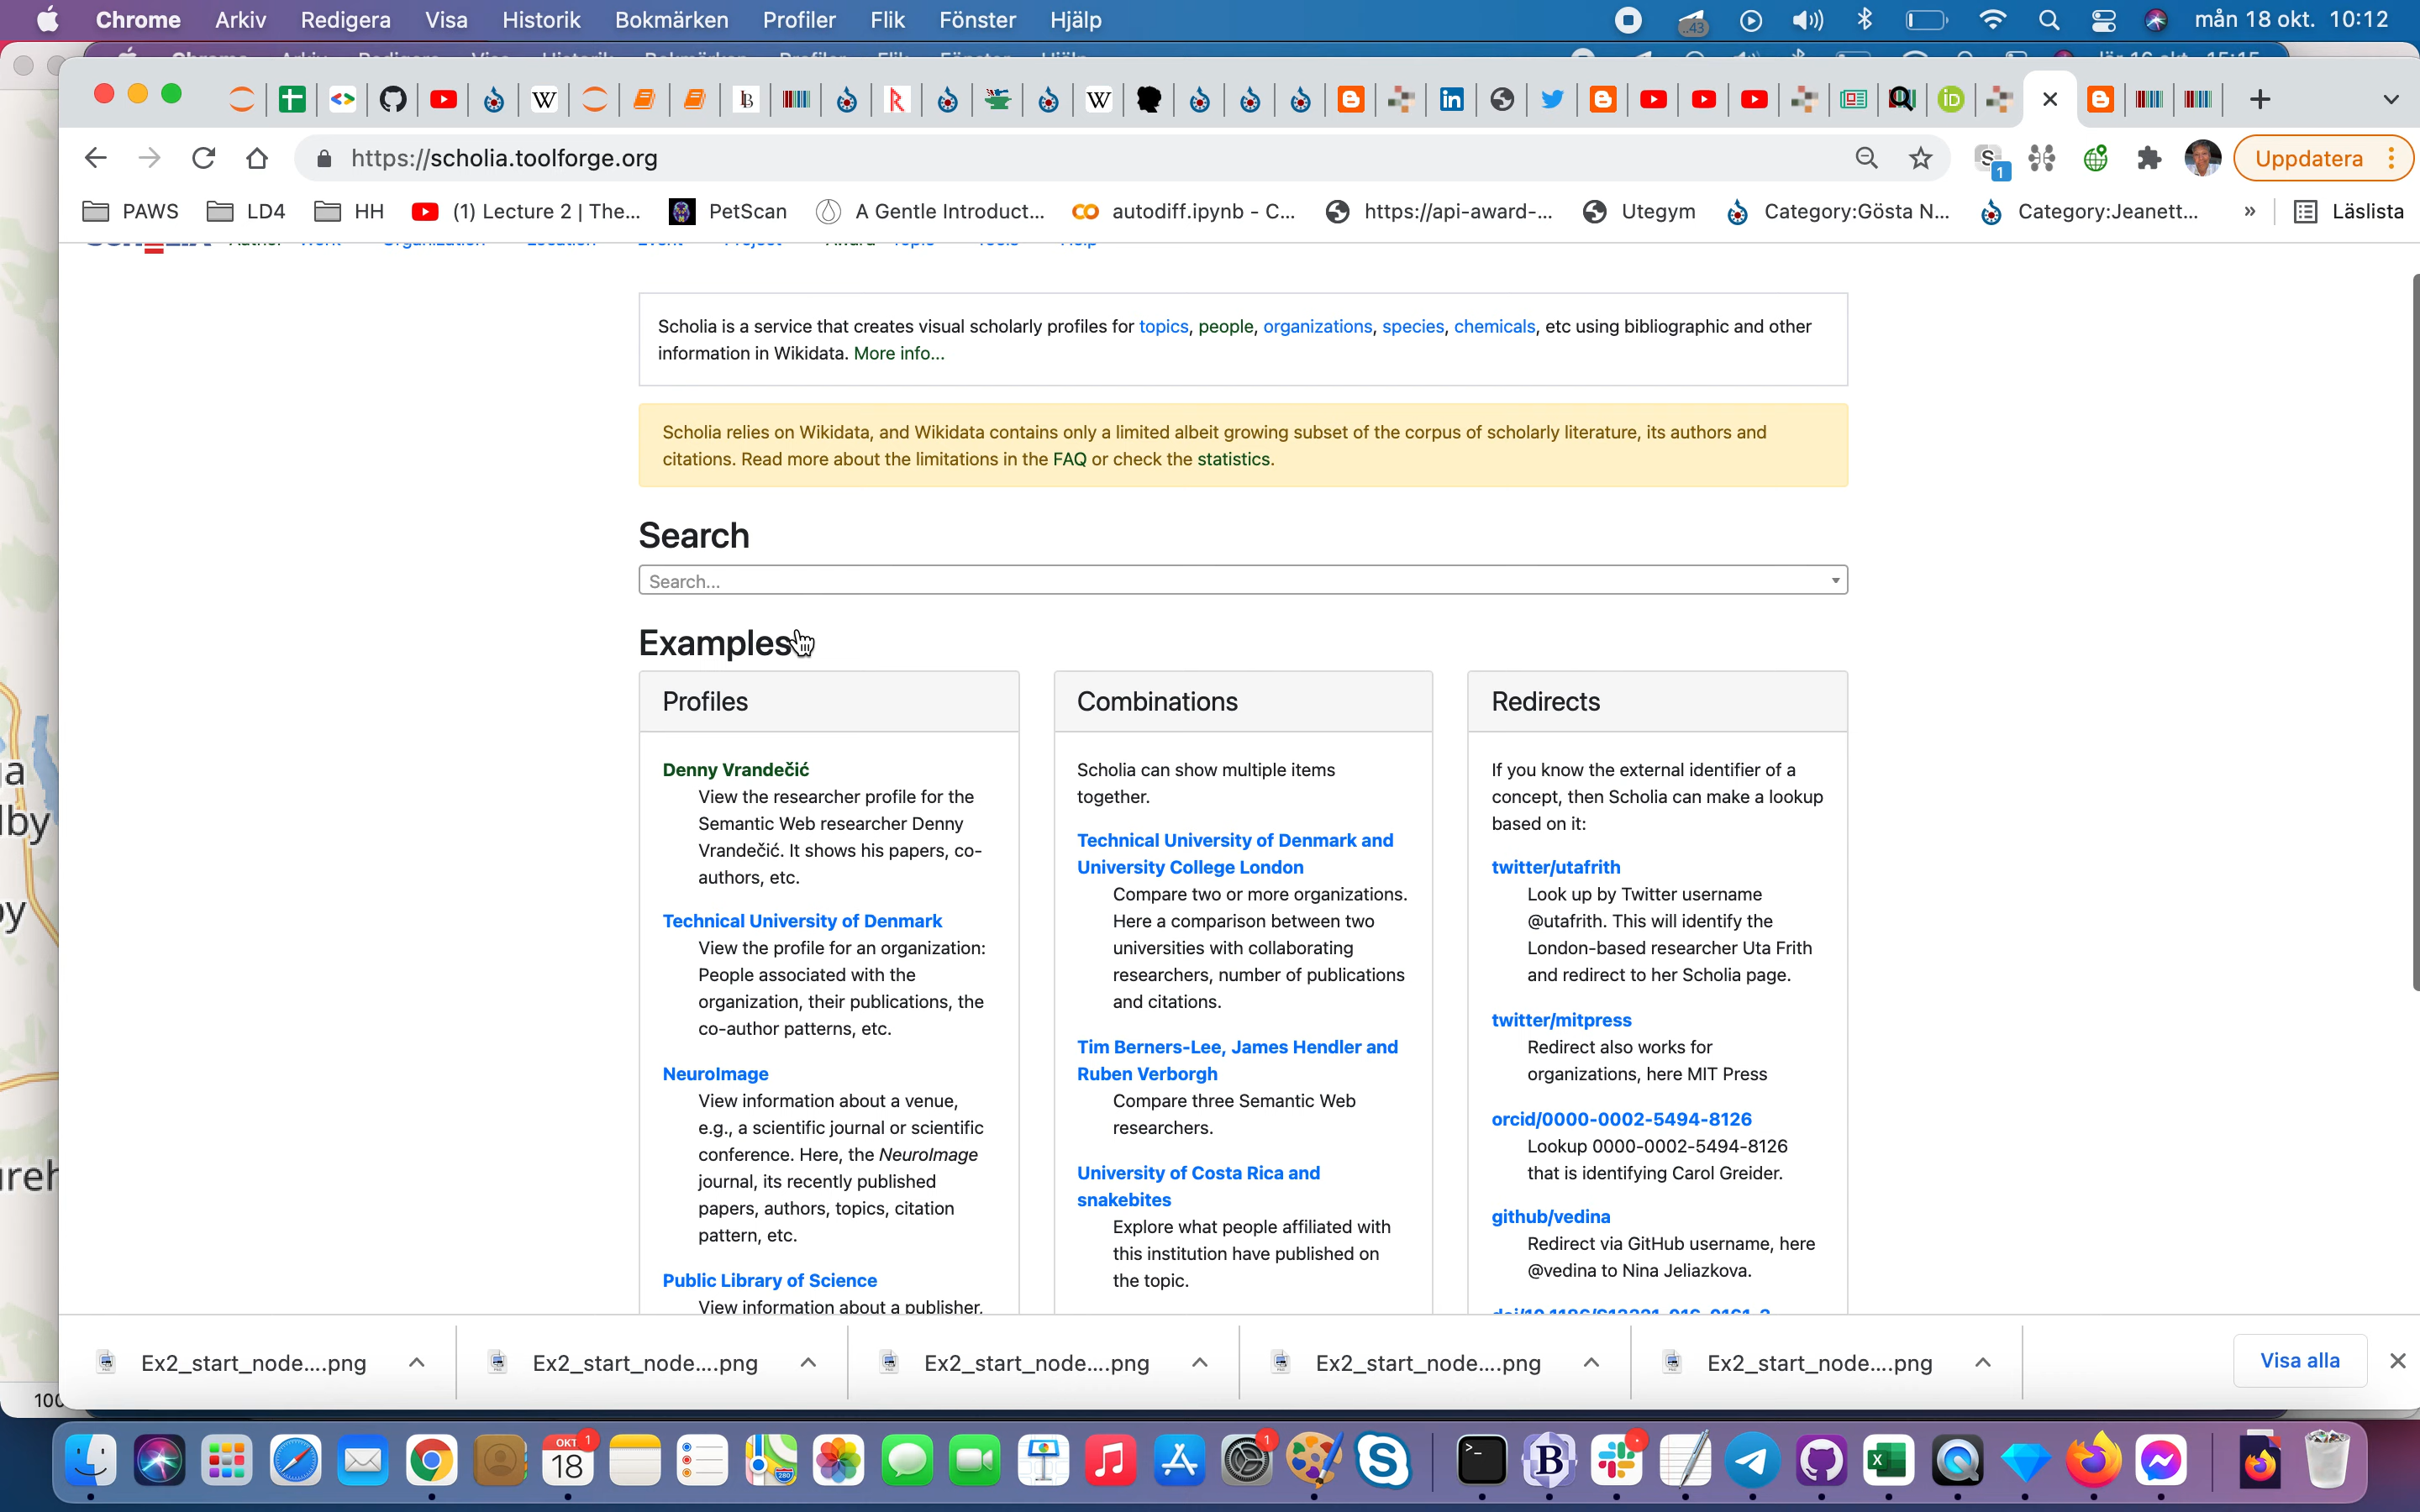 Chrome Arkiv Redigera Visa Historik Bokmärken Profiler Flik Fönster Hjälp
43
mån 18 okt. 10:12
https://scholia.toolforge.org
1
Uppdatera
PAWS
LD4
HH
(1) Lecture 2 | The...
PetScan
A Gentle Introduct...
autodiff.ipynb - C...
https://api-award-...
Utegym
Category:Gösta N...
Category:Jeanett...
»
Läslista
Scholia is a service that creates visual scholarly profiles for topics, people, organizations, species, chemicals, etc using bibliographic and other
information in Wikidata. More info...
Scholia relies on Wikidata, and Wikidata contains only a limited albeit growing subset of the corpus of scholarly literature, its authors and
citations. Read more about the limitations in the FAQ or check the statistics.
Search
Search...
Examples
Profiles
Denny Vrandečić
View the researcher profile for the
Semantic Web researcher Denny
Vrandečić. It shows his papers, co-
authors, etc.
Technical University of Denmark
View the profile for an organization:
People associated with the
organization, their publications, the
co-author patterns, etc.
NeuroImage
View information about a venue,
e.g., a scientific journal or scientific
conference. Here, the NeuroImage
journal, its recently published
papers, authors, topics, citation
pattern, etc.
Public Library of Science
View information about a publisher.
Combinations
Scholia can show multiple items
together.
Technical University of Denmark and
University College London
Compare two or more organizations.
Here a comparison between two
universities with collaborating
researchers, number of publications
and citations.
Tim Berners-Lee, James Hendler and
Ruben Verborgh
Compare three Semantic Web
researchers.
University of Costa Rica and
snakebites
Explore what people affiliated with
this institution have published on
the topic.
Redirects
If you know the external identifier of a
concept, then Scholia can make a lookup
based on it:
twitter/utafrith
Look up by Twitter username
@utafrith. This will identify the
London-based researcher Uta Frith
and redirect to her Scholia page.
twitter/mitpress
Redirect also works for
organizations, here MIT Press
orcid/0000-0002-5494-8126
Lookup 0000-0002-5494-8126
that is identifying Carol Greider.
github/vedina
Redirect via GitHub username, here
@vedina to Nina Jeliazkova.
Ex2_start_node....png
Ex2_start_node....png
Ex2_start_node....png
Ex2_start_node....png
Ex2_start_node....png
Visa alla
OKT
18
1
1